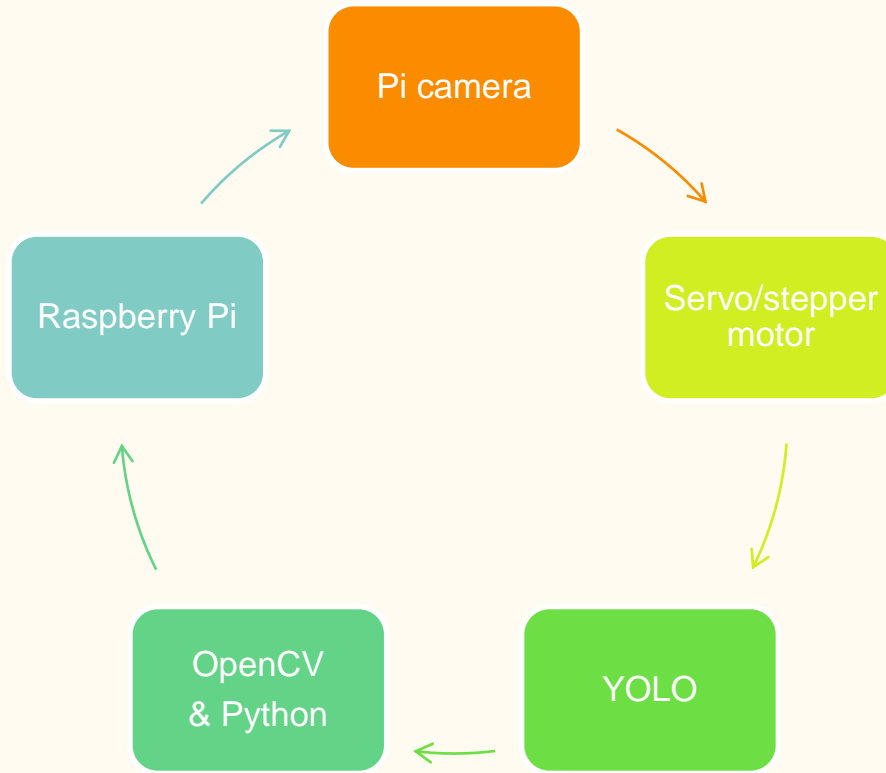 Pi camera
Servo/stepper
motor
YOLO
OpenCV
& Python
Raspberry Pi